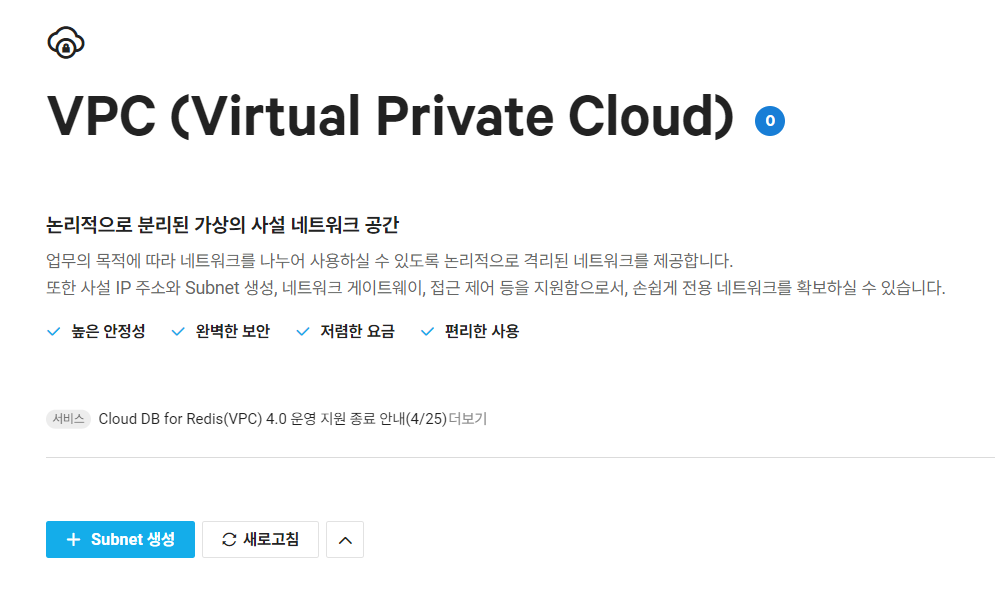 VPC (Virtual Private Cloud) 0
논리적으로 분리된 가상의 사설 네트워크 공간
업무의 목적에 따라 네트워크를 나누어 사용하실 수 있도록 논리적으로 격리된 네트워크를 제공합니다.
또한 사설 IP 주소와 Subnet 생성, 네트워크 게이트웨이, 접근 제어 등을 지원함으로서, 손쉽게 전용 네트워크를 확보하실 수 있습니다.
높은 안정성 완벽한 보안 저렴한 요금 편리한 사용
서비스 Cloud DB for Redis(VPC) 4.0 운영 지원 종료 안내(4/25)더보기
Subnet 생성 새로고침